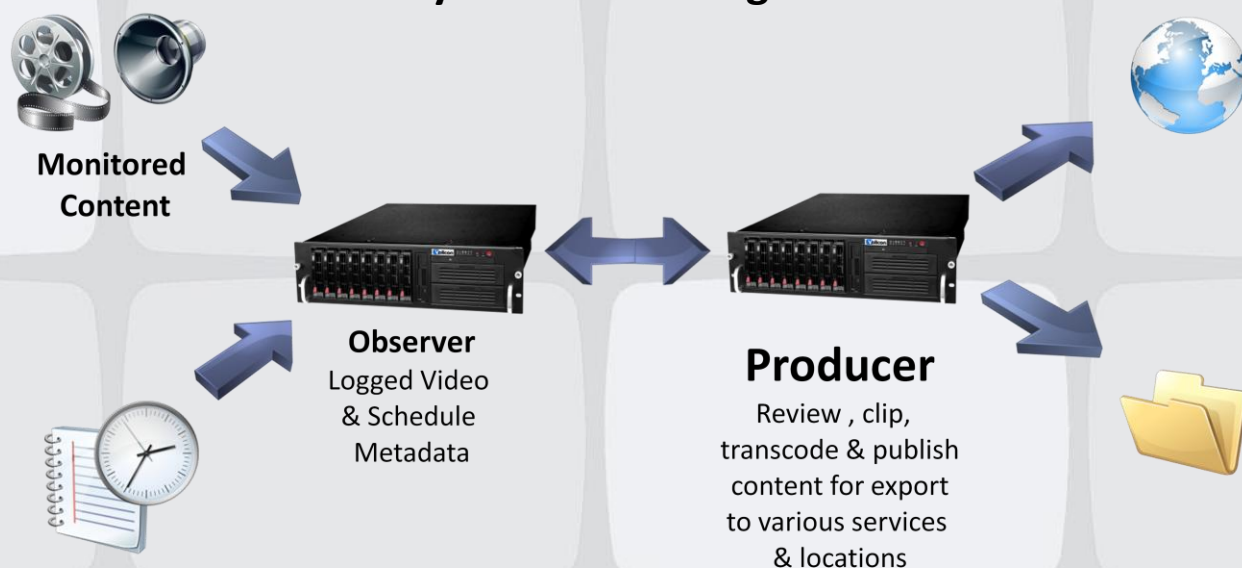 Monitored
Content
Observer
Logged Video
& Schedule
Metadata
Producer
Review , clip,
transcode & publish
content for export
to various services
& locations